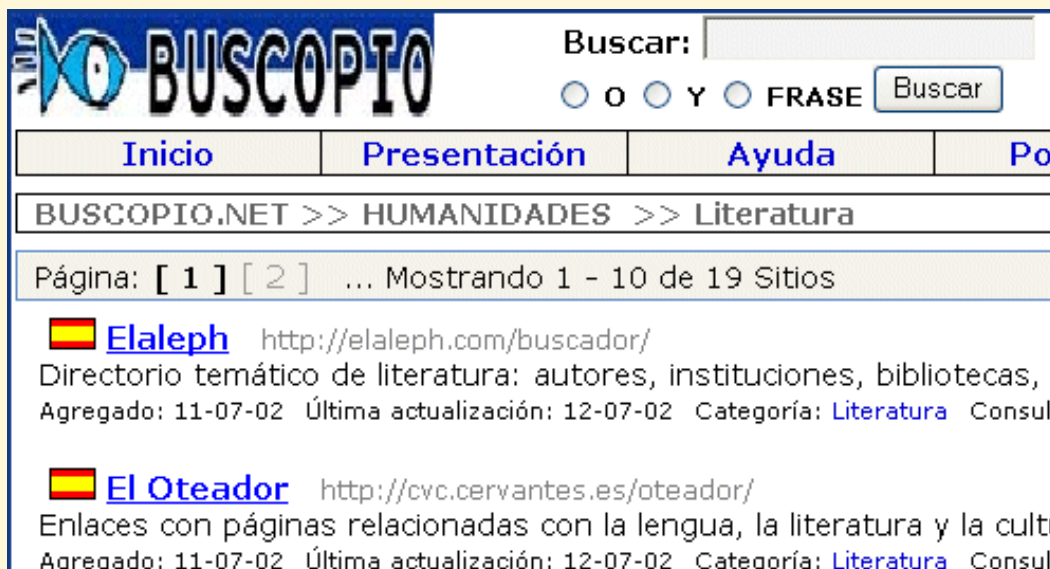 BUSCOPIO
Buscar:
O Y FRASE Buscar
Inicio Presentación Ayuda
BUSCOPIO.NET >> HUMANIDADES >> Literatura
Página: [ 1 ] [ 2 ] ... Mostrando 1 - 10 de 19 Sitios
Elaleph http://elaleph.com/buscador/
Directorio temático de literatura: autores, instituciones, bibliotecas,
Agregado: 11-07-02 Última actualización: 12-07-02 Categoría: Literatura
El Oteador http://cvc.cervantes.es/oteador/
Enlaces con páginas relacionadas con la lengua, la literatura y la
Agregado: 11-07-02 Última actualización: 12-07-02 Categoría: Literatura